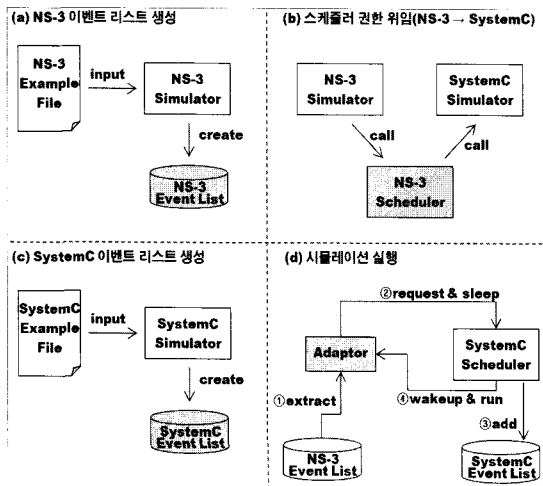 (a) NS-3 이벤트 리스트 생성
NS-3
Example
File
input
NS-3
Simulator
create
NS-3
Event List
(b) 스케줄러 권한 위임(NS-3 → SystemC)
NS-3
Simulator
SystemC
Simulator
call
call
NS-3
Scheduler
(c) SystemC 이벤트 리스트 생성
SystemC
Example
File
input
SystemC
Simulator
create
SystemC
Event List
(d) 시뮬레이션 실행
②request & sleep
Adaptor
SystemC
Scheduler
①extract
④wakeup & run
③add
NS-3
Event List
SystemC
Event List